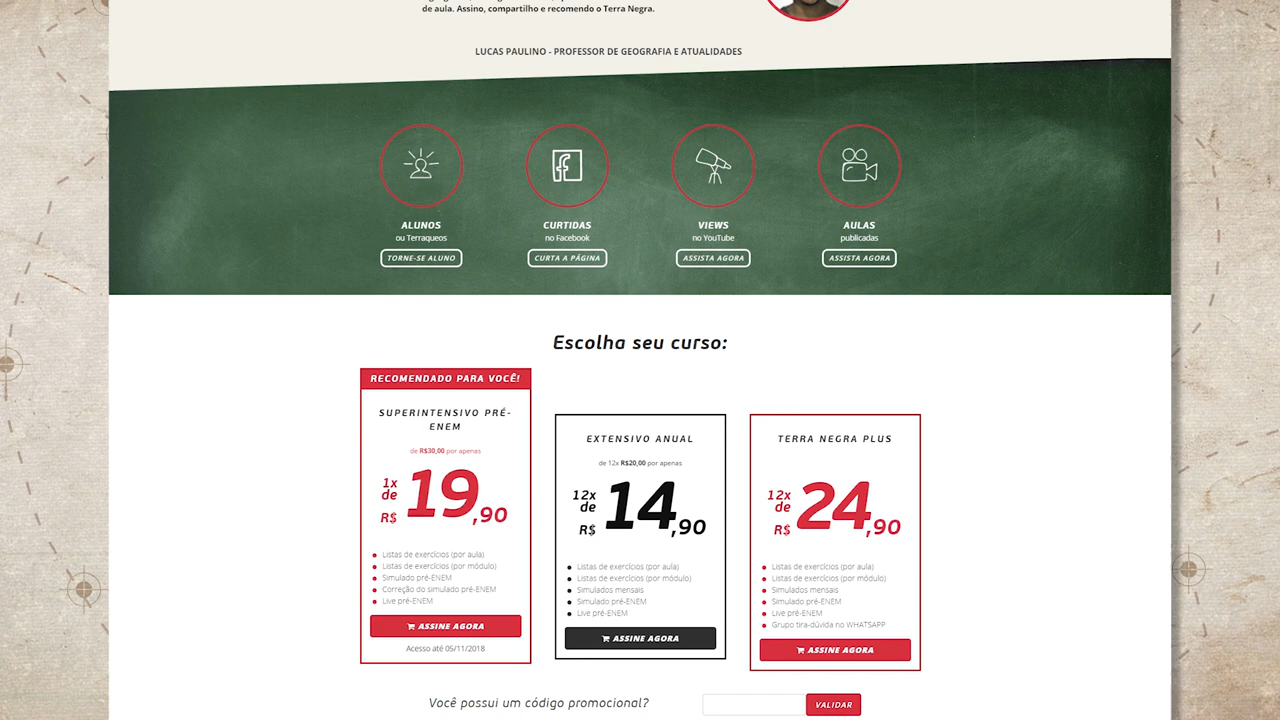 de aula. Assino, compartilho e recomendo o Terra Negra.
LUCAS PAULINO - PROFESSOR DE GEOGRAFIA E ATUALIDADES
ALUNOS
ou Terraqueos
TORNE-SE ALUNO
CURTIDAS
no Facebook
CURTA A PÁGINA
VIEWS
no YouTube
ASSISTA AGORA
AULAS
publicadas
ASSISTA AGORA
Escolha seu curso:
RECOMENDADO PARA VOCÊ!
SUPERINTENSIVO PRÉ-
ENEM
de R$30,00 por apenas
1x
de
R$ 19,90
Listas de exercícios (por aula)
Listas de exercícios (por módulo)
Simulado pré-ENEM
Correção do simulado pré-ENEM
Live pré-ENEM
ASSINE AGORA
Acesso até 05/11/2018
EXTENSIVO ANUAL
de 12x R$20,00 por apenas
12x
de
R$ 14,90
Listas de exercícios (por aula)
Listas de exercícios (por módulo)
Simulados mensais
Simulado pré-ENEM
Live pré-ENEM
ASSINE AGORA
TERRA NEGRA PLUS
12x
de
R$ 24,90
Listas de exercícios (por aula)
Listas de exercícios (por módulo)
Simulados mensais
Simulado pré-ENEM
Live pré-ENEM
Grupo tira-dúvida no WHATSAPP
ASSINE AGORA
Você possui um código promocional?
VALIDAR